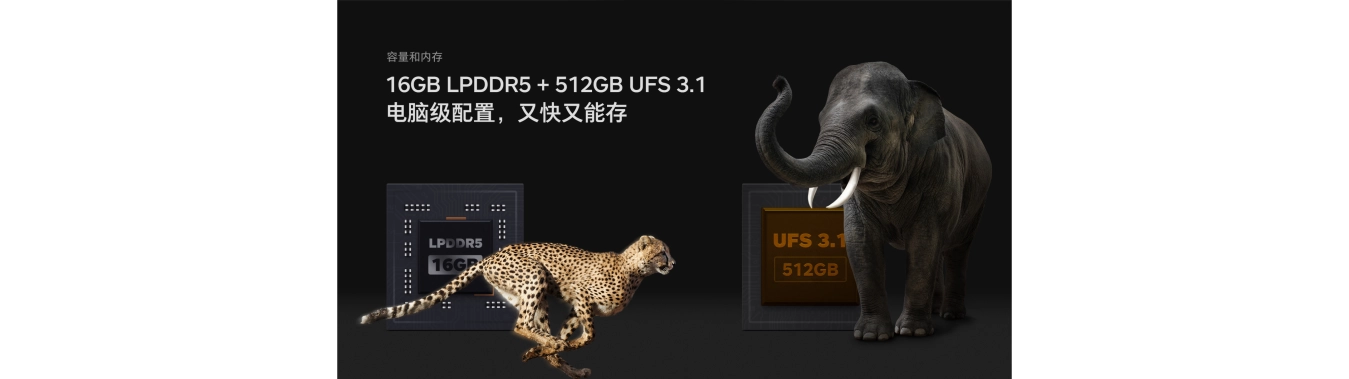 容量和内存
16GB LPDDR5 + 512GB UFS 3.1
电脑级配置，又快又能存
LPDDR5
16GB
UFS 3.1
512GB